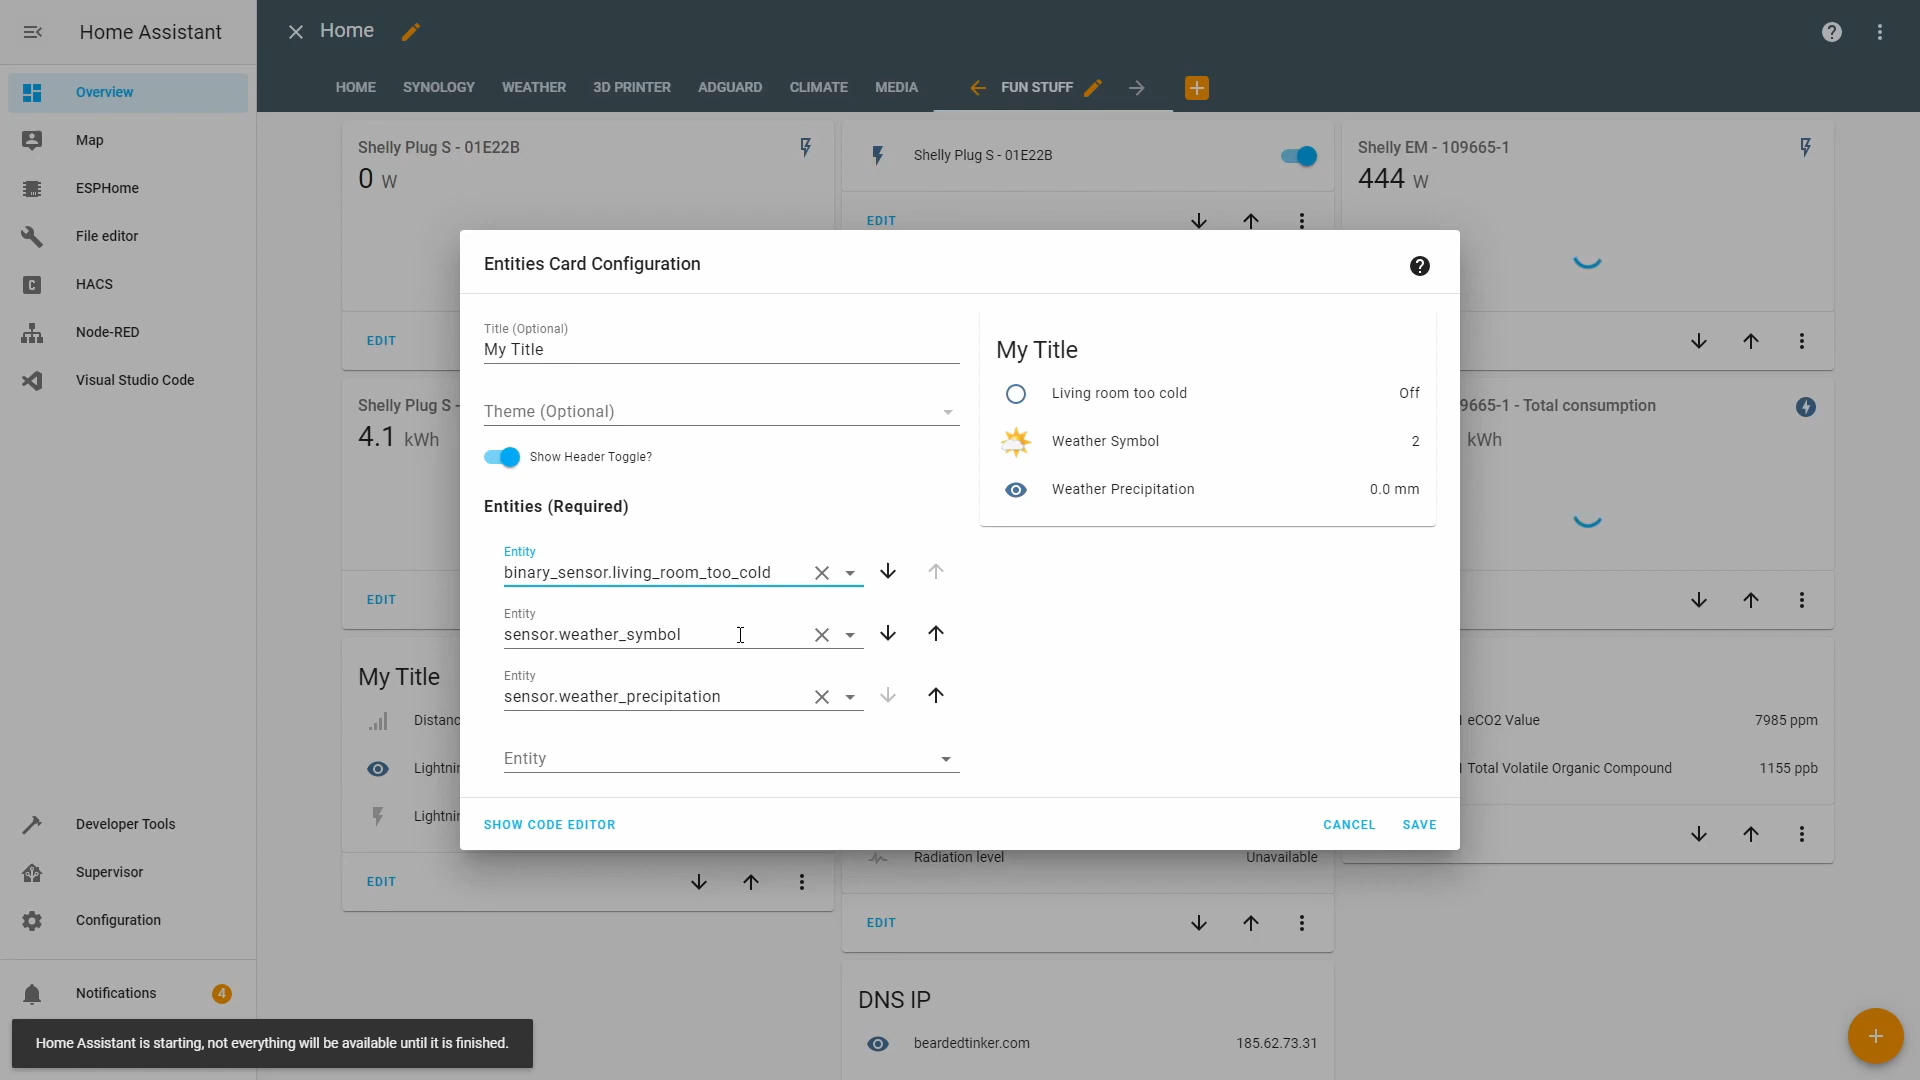 Home Assistant
Home
HOME
SYNOLOGY
WEATHER
3D PRINTER
ADGUARD
CLIMATE
MEDIA
FUN STUFF
Overview
Map
ESPHome
File editor
HACS
Node-RED
Visual Studio Code
Developer Tools
Supervisor
Configuration
Notifications
4
Shelly Plug S - 01E22B
0 W
EDIT
Shelly Plug S - 01E22B
EDIT
Shelly EM - 109665-1
444 W
Shelly Plug S -
4.1 kWh
EDIT
9665-1 - Total consumption
kWh
My Title
Distanc
Lightnin
Lightnin
EDIT
eCO2 Value 7985 ppm
Total Volatile Organic Compound 1155 ppb
Radiation level Unavailable
EDIT
DNS IP
beardedtinker.com 185.62.73.31
Entities Card Configuration
Title (Optional)
My Title
Theme (Optional)
Show Header Toggle?
Entities (Required)
Entity
binary_sensor.living_room_too_cold
Entity
sensor.weather_symbol
Entity
sensor.weather_precipitation
Entity
My Title
Living room too cold Off
Weather Symbol 2
Weather Precipitation 0.0 mm
SHOW CODE EDITOR
CANCEL
SAVE
Home Assistant is starting, not everything will be available until it is finished.